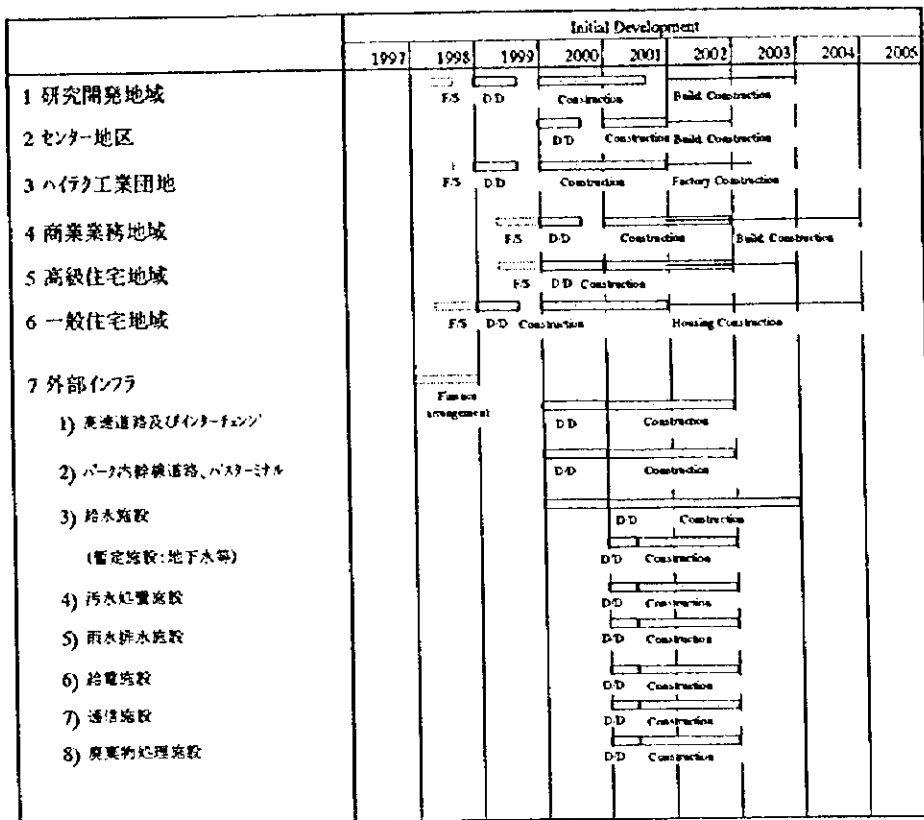 Initial Development
1997 1998 1999 2000 2001 2002 2003 2004 2005
1 研究開発地域
F/S D/D Construction Build. Construction
2 センター地区
D/D Construction Build. Construction
3 ハイテク工業団地
F/S D/D Construction Factory Construction
4 商業業務地域
F/S D/D Construction Build. Construction
5 高級住宅地域
F/S D/D Construction
6 一般住宅地域
F/S D/D Construction Housing Construction
7 外部インフラ
Finance
arrangement
1) 高速道路及びインターチェンジ
D/D Construction
2) パーク内幹線道路、バスターミナル
D/D Construction
3) 給水施設
D/D Construction
(暫定施設:地下水等)
D/D Construction
4) 汚水処置施設
D/D Construction
5) 雨水排水施設
D/D Construction
6) 給電施設
D/D Construction
7) 通信施設
D/D Construction
8) 廃棄物処理施設
D/D Construction